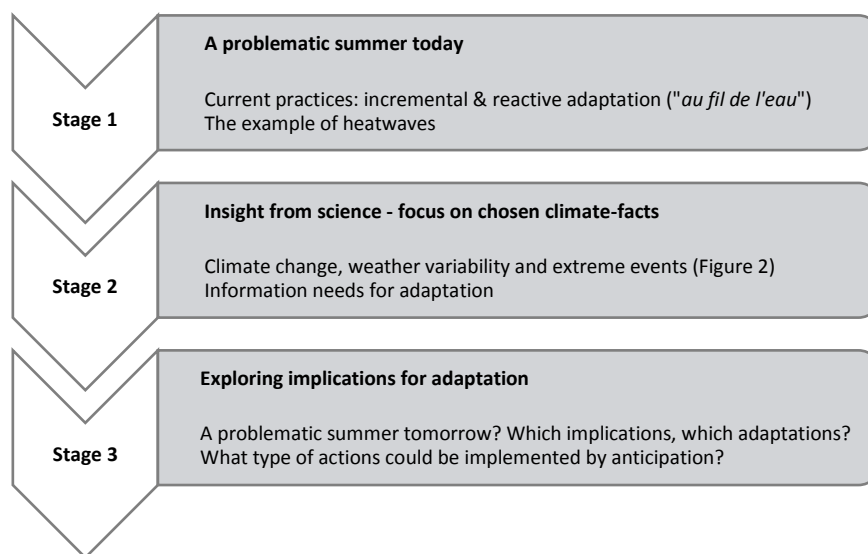 A problematic summer today
Stage 1
Current practices: incremental & reactive adaptation ("au fil de l'eau")
The example of heatwaves
Insight from science - focus on chosen climate-facts
Stage 2
Climate change, weather variability and extreme events (Figure 2)
Information needs for adaptation
Exploring implications for adaptation
Stage 3
A problematic summer tomorrow? Which implications, which adaptations?
What type of actions could be implemented by anticipation?